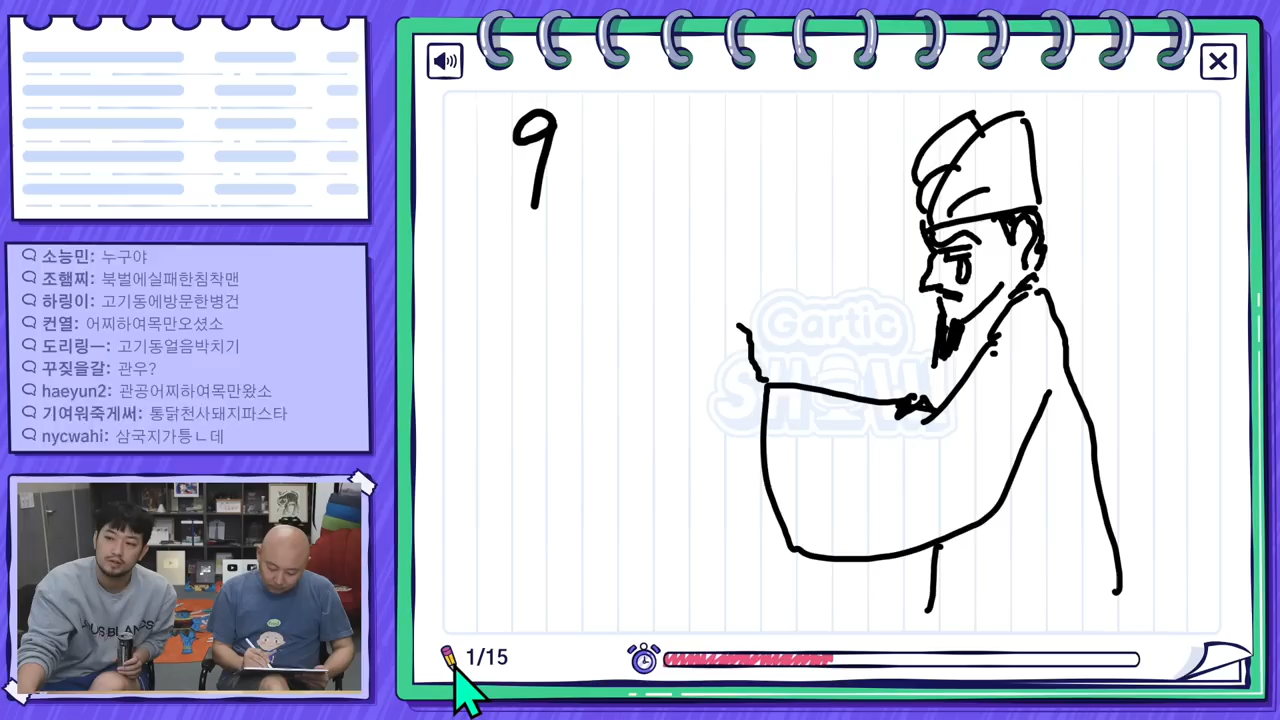 9
Gartic
SHOW
소능민: 누구야
조햄찌: 북벌에실패한침착맨
하링이: 고기동에방문한병건
컨열: 어찌하여목만오셨소
도리링ㅡ: 고기동얼음박치기
꾸짖을갈: 관우?
haeyun2: 관공어찌하여목만왔소
기여워죽게써: 통닭천사돼지파스타
nycwahi: 삼국지가틍ㄴ데
1/15